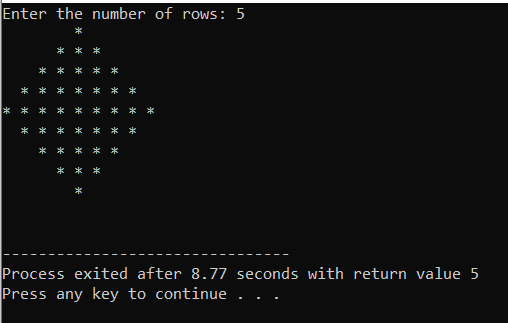 Enter the number of rows: 5
        *
      * * *
    * * * * *
  * * * * * * *
* * * * * * * * *
  * * * * * * *
    * * * * *
      * * *
        *
--------------------------------
Process exited after 8.77 seconds with return value 5
Press any key to continue . . .